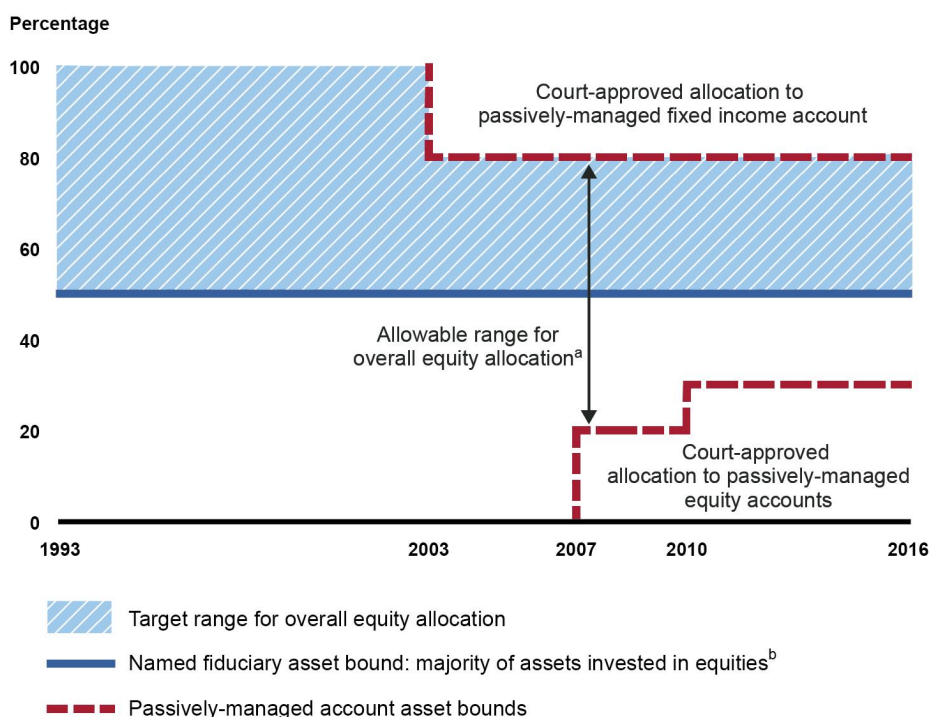 Percentage
100
Court-approved allocation to
passively-managed fixed income account
80
60
40
Allowable range for
overall equity allocationa
20
Court-approved
allocation to passively-managed
equity accounts
0
1993 2003 2007 2010 2016
Target range for overall equity allocation
Named fiduciary asset bound: majority of assets invested in equitiesb
Passively-managed account asset bounds